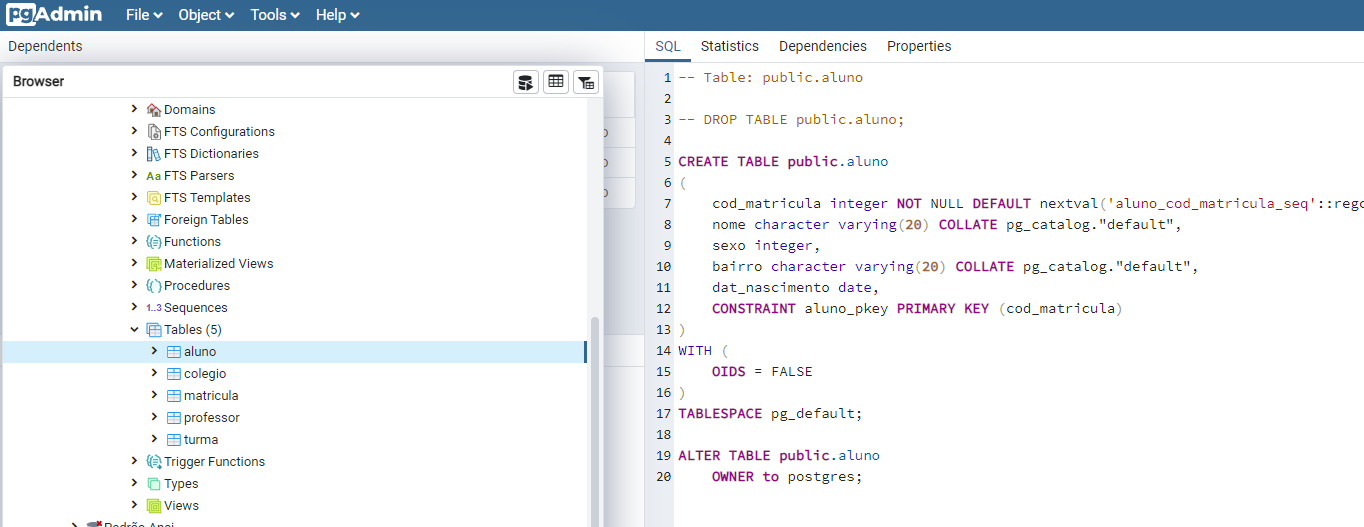 pgAdmin File Object Tools Help
Dependents
Browser
Domains
FTS Configurations
FTS Dictionaries
Aa FTS Parsers
FTS Templates
Foreign Tables
Functions
Materialized Views
Procedures
1..3 Sequences
Tables (5)
aluno
colegio
matricula
professor
turma
Trigger Functions
Types
Views
SQL Statistics Dependencies Properties
1 -- Table: public.aluno
2
3 -- DROP TABLE public.aluno;
4
5 CREATE TABLE public.aluno
6 (
7 cod_matricula integer NOT NULL DEFAULT nextval('aluno_cod_matricula_seq'::regc
8 nome character varying(20) COLLATE pg_catalog."default",
9 sexo integer,
10 bairro character varying(20) COLLATE pg_catalog."default",
11 dat_nascimento date,
12 CONSTRAINT aluno_pkey PRIMARY KEY (cod_matricula)
13 )
14 WITH (
15 OIDS = FALSE
16 )
17 TABLESPACE pg_default;
18
19 ALTER TABLE public.aluno
20 OWNER to postgres;